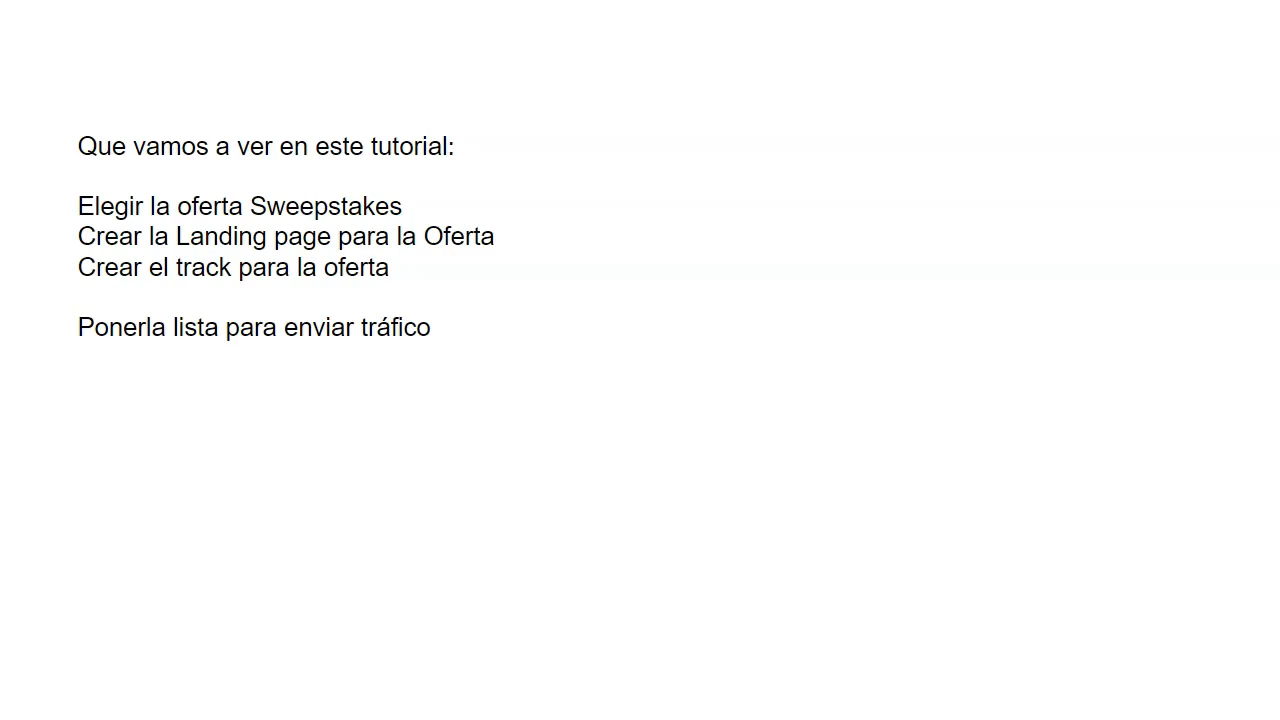 Que vamos a ver en este tutorial:
Elegir la oferta Sweepstakes
Crear la Landing page para la Oferta
Crear el track para la oferta
Ponerla lista para enviar tráfico